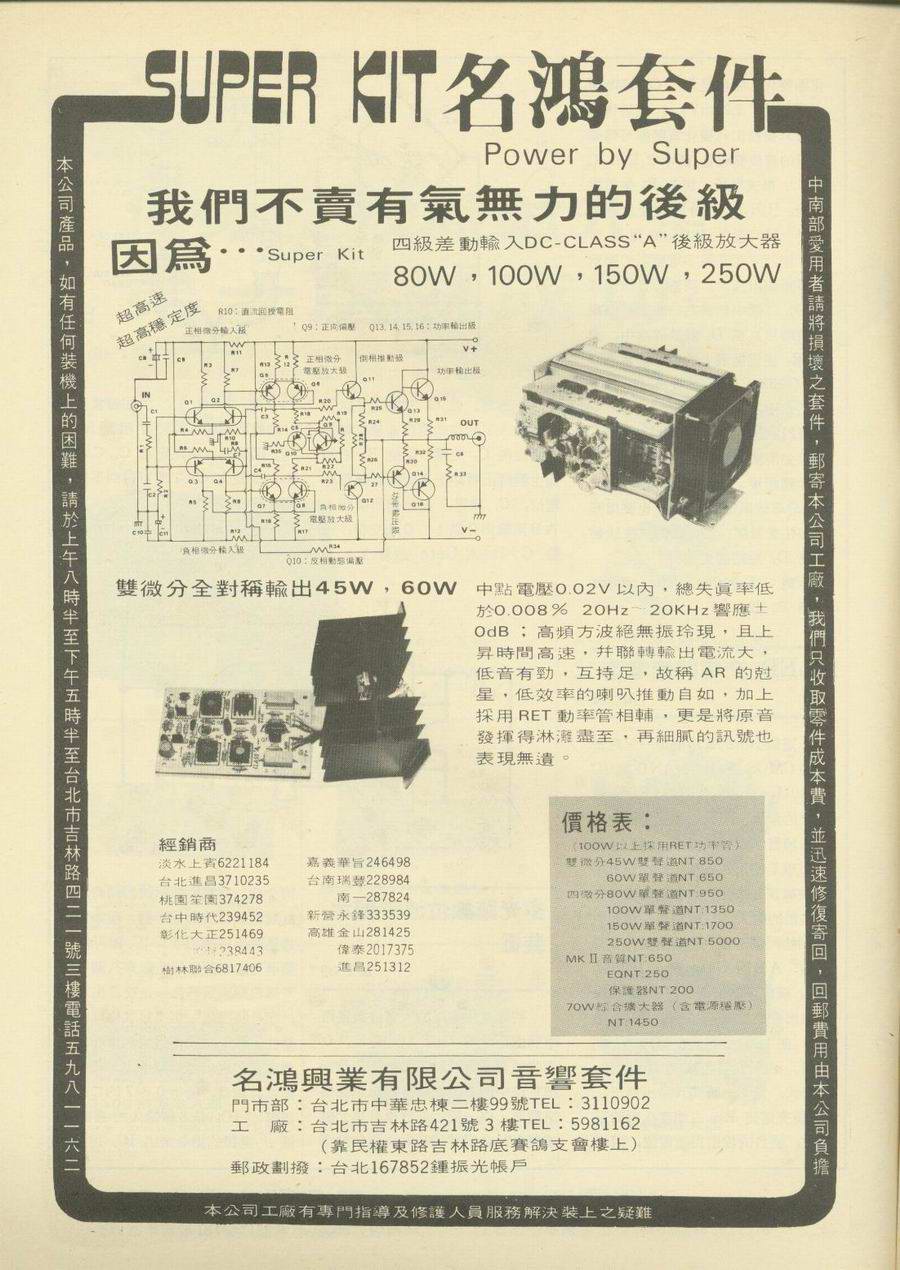 SUPER KIT 名鴻套件
Power by Super
我們不賣有氣無力的後級
因為‧‧‧Super Kit
四級差動輸入DC-CLASS“A”後級放大器
80W，100W，150W，250W
超高速
超高穩定度
R10：直流回授電阻
正相微分輸入級
Q9：正向偏壓
Q13, 14, 15, 16：功率輸出級
正相微分
電壓放大級
倒相推動級
功率輸出級
V+
IN
OUT
負相微分
電壓放大級
功率輸出級
V−
負相微分輸入級
R34
Q10：反相動態偏壓
雙微分全對稱輸出45W，60W
中點電壓0.02V以內，總失眞率低
於0.008％ 20Hz～20KHz響應±
0dB；高頻方波絕無振玲現，且上
昇時間高速，幷聯轉輸出電流大，
低音有勁，互持足，故稱 AR 的尅
星，低效率的喇叭推動自如，加上
採用RET動率管相輔，更是將原音
發揮得淋灕盡至，再細膩的訊號也
表現無遺。
經銷商
淡水上賓6221184
台北進昌3710235
桃園笙園374278
台中時代239452
彰化大正251469
238443
樹林聯合6817406
嘉義華旨246498
台南瑞豐228984
南一287824
新營永鋒333539
高雄金山281425
偉泰2017375
進昌251312
價格表：
（100W以上採用RET功率管）
雙微分45W雙聲道NT:850
60W單聲道NT:650
四微分80W單聲道NT:950
100W單聲道NT:1350
150W單聲道NT:1700
250W雙聲道NT:5000
MK II 音質NT:650
EQNT:250
保護器NT:200
70W綜合擴大器（含電源穩壓）
NT:1450
名鴻興業有限公司音響套件
門市部：台北市中華忠棟二樓99號TEL：3110902
工　廠：台北市吉林路421號３樓TEL：5981162
（靠民權東路吉林路底賽鴿支會樓上）
郵政劃撥：台北167852鍾振光帳戶
本公司產品，如有任何裝機上的困難，請於上午八時半至下午五時半至台北市吉林路四二一號三樓電話五九八一一六二
中南部愛用者請將損壞之套件，郵寄本公司工廠，我們只收取零件成本費，並迅速修復寄回，回郵費用由本公司負擔
本公司工廠有專門指導及修護人員服務解決裝上之疑難